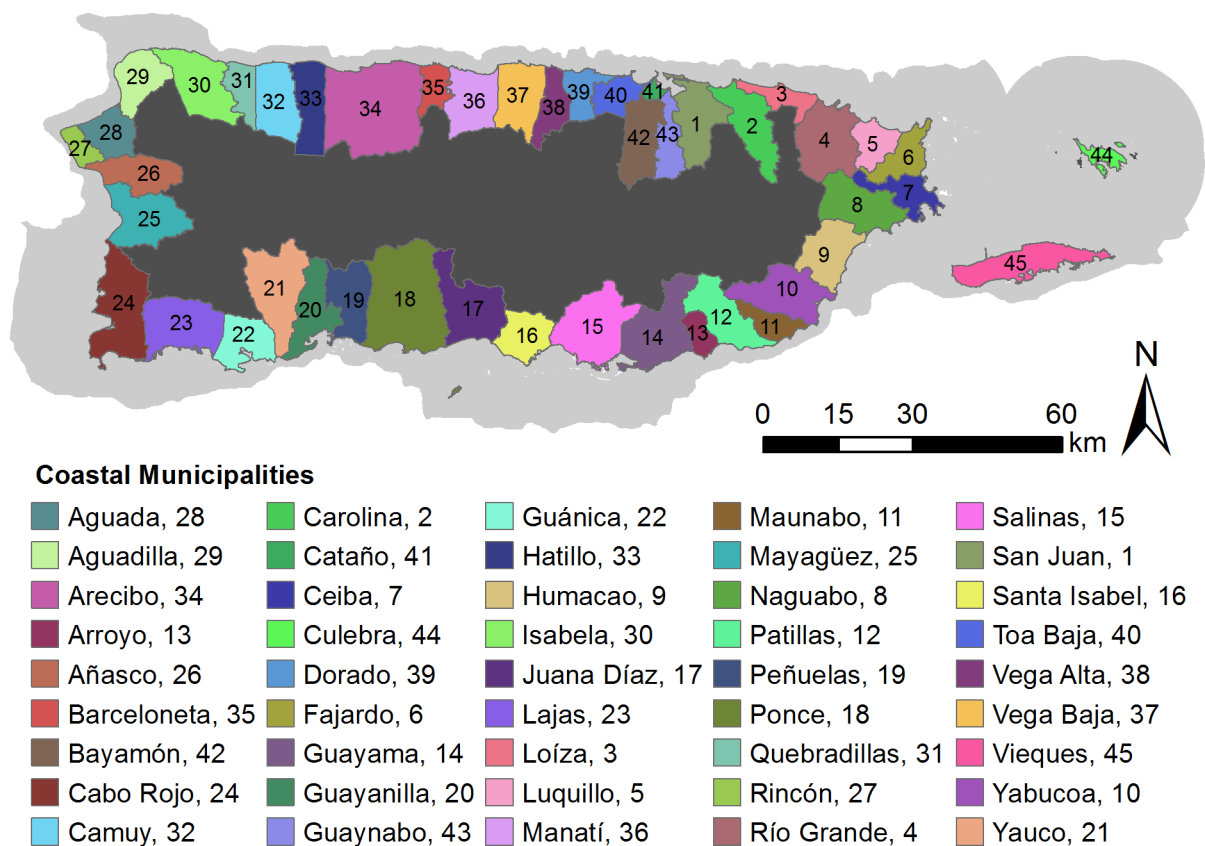 29
30
31
32
33
34
35
36
37
38
39
40
41
42
43
1
2
3
4
5
6
7
8
9
10
11
12
13
14
15
16
17
18
19
20
21
22
23
24
25
26
27
28
44
45
N
0 15 30 60
km
Coastal Municipalities
Aguada, 28
Aguadilla, 29
Arecibo, 34
Arroyo, 13
Añasco, 26
Barceloneta, 35
Bayamón, 42
Cabo Rojo, 24
Camuy, 32
Carolina, 2
Cataño, 41
Ceiba, 7
Culebra, 44
Dorado, 39
Fajardo, 6
Guayama, 14
Guayanilla, 20
Guaynabo, 43
Guánica, 22
Hatillo, 33
Humacao, 9
Isabela, 30
Juana Díaz, 17
Lajas, 23
Loíza, 3
Luquillo, 5
Manatí, 36
Maunabo, 11
Mayagüez, 25
Naguabo, 8
Patillas, 12
Peñuelas, 19
Ponce, 18
Quebradillas, 31
Rincón, 27
Río Grande, 4
Salinas, 15
San Juan, 1
Santa Isabel, 16
Toa Baja, 40
Vega Alta, 38
Vega Baja, 37
Vieques, 45
Yabucoa, 10
Yauco, 21